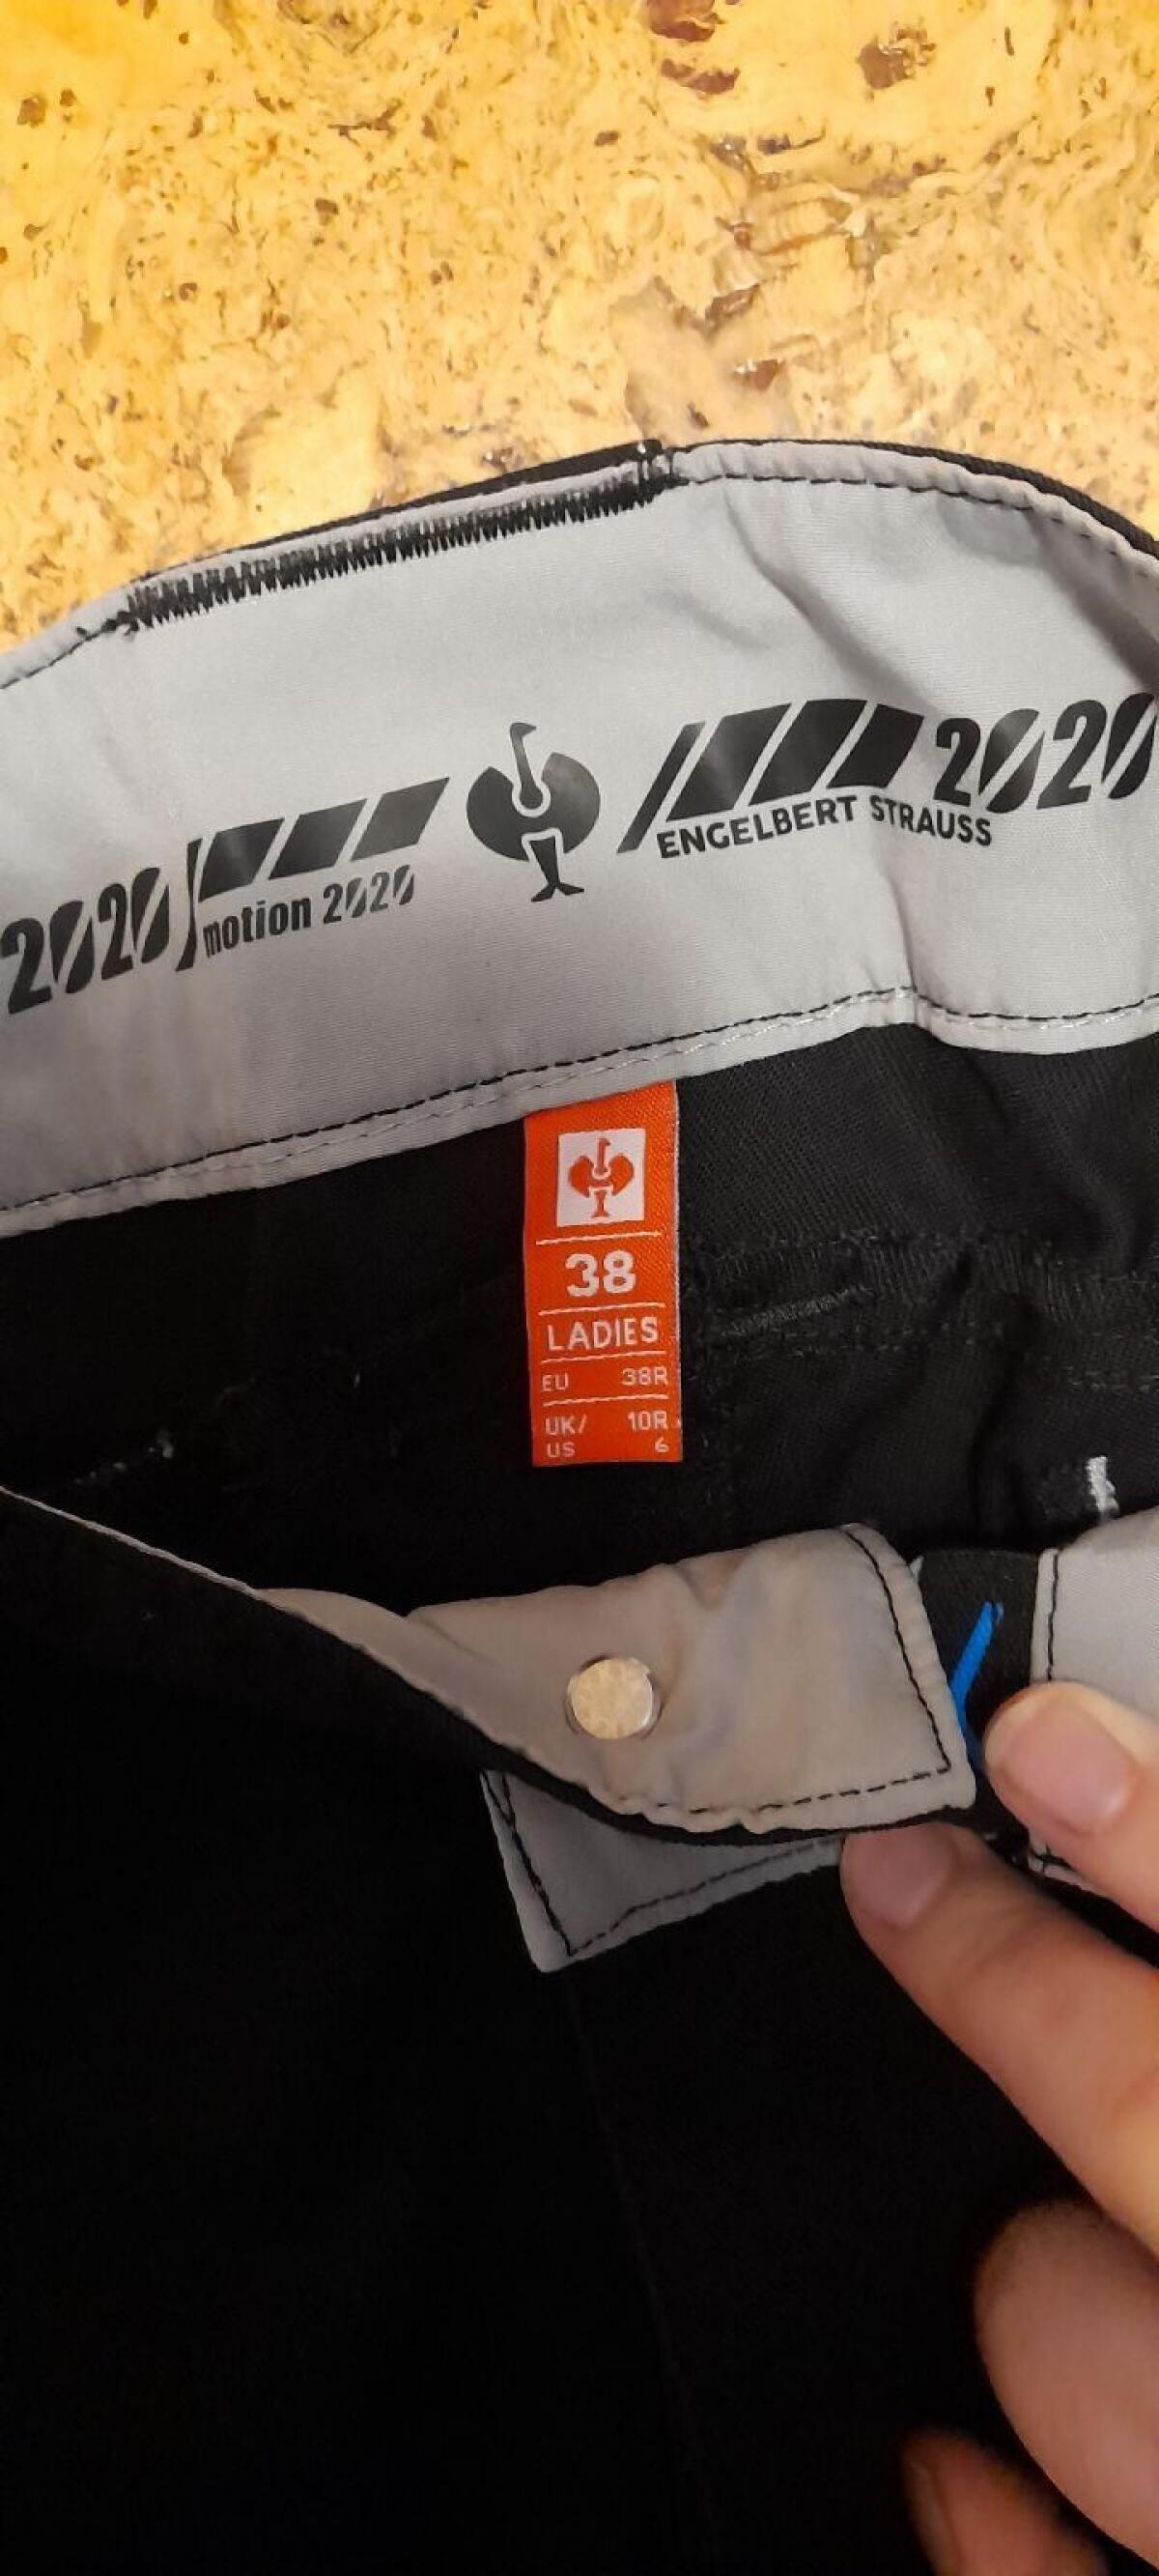 2020
ENGELBERT STRAUSS
2020
motion 2020
38
LADIES
EU 38R
UK/ 10R
US 6